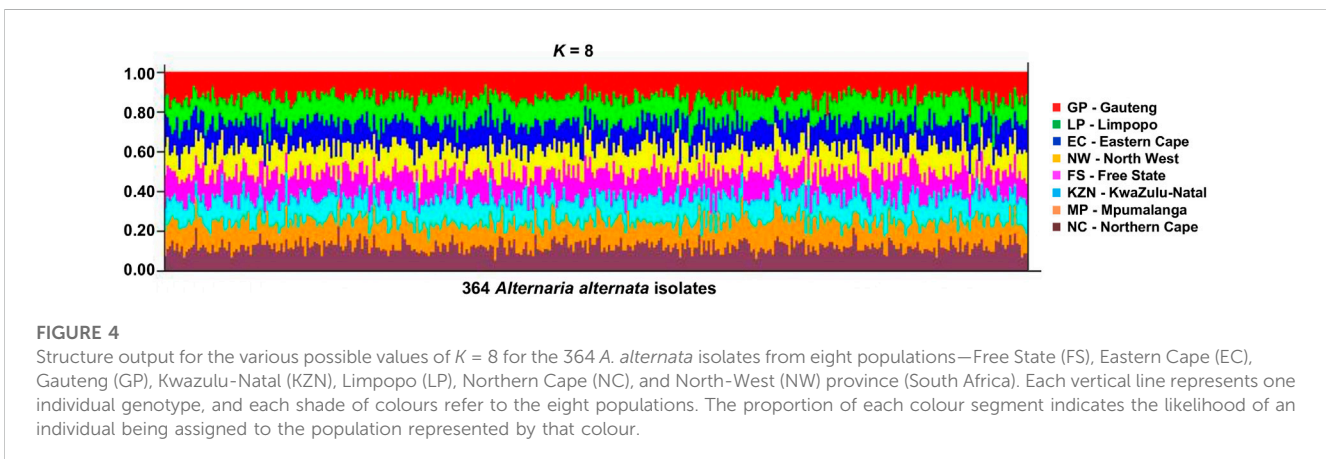 K = 8
1.00
0.80
0.60
0.40
0.20
0.00
364 Alternaria alternata isolates
GP - Gauteng
LP - Limpopo
EC - Eastern Cape
NW - North West
FS - Free State
KZN - KwaZulu-Natal
MP - Mpumalanga
NC - Northern Cape
FIGURE 4
Structure output for the various possible values of K = 8 for the 364 A. alternata isolates from eight populations—Free State (FS), Eastern Cape (EC),
Gauteng (GP), Kwazulu-Natal (KZN), Limpopo (LP), Northern Cape (NC), and North-West (NW) province (South Africa). Each vertical line represents one
individual genotype, and each shade of colours refer to the eight populations. The proportion of each colour segment indicates the likelihood of an
individual being assigned to the population represented by that colour.